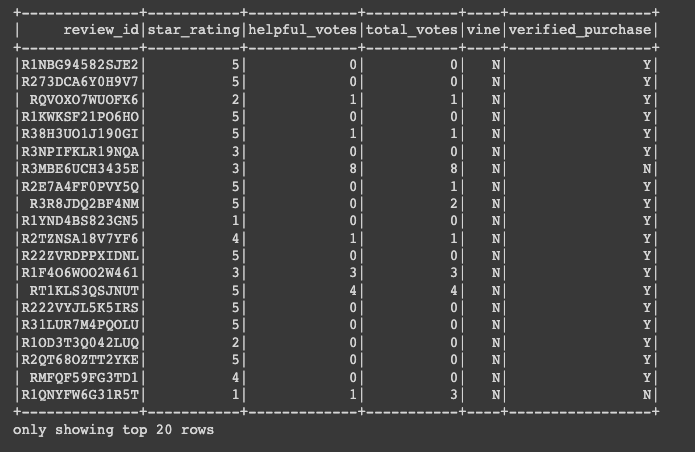 +--------------+-----------+-------------+-----------+----+-----------------+
|     review_id|star_rating|helpful_votes|total_votes|vine|verified_purchase|
+--------------+-----------+-------------+-----------+----+-----------------+
|R1NBG94582SJE2|          5|            0|          0|   N|                Y|
|R273DCA6Y0H9V7|          5|            0|          0|   N|                Y|
| RQVOXO7WUOFK6|          2|            1|          1|   N|                Y|
|R1KWKSF21PO6HO|          5|            0|          0|   N|                Y|
|R38H3UO1J190GI|          5|            1|          1|   N|                Y|
|R3NPIFKLR19NQA|          3|            0|          0|   N|                Y|
|R3MBE6UCH3435E|          3|            8|          8|   N|                N|
|R2E7A4FF0PVY5Q|          5|            0|          1|   N|                Y|
| R3R8JDQ2BF4NM|          5|            0|          2|   N|                Y|
|R1YND4BS823GN5|          1|            0|          0|   N|                Y|
|R2TZNSA18V7YF6|          4|            1|          1|   N|                Y|
|R22ZVRDPPXIDNL|          5|            0|          0|   N|                Y|
|R1F4O6WOO2W461|          3|            3|          3|   N|                Y|
| RT1KLS3QSJNUT|          5|            4|          4|   N|                Y|
|R222VYJL5K5IRS|          5|            0|          0|   N|                Y|
|R31LUR7M4PQOLU|          5|            0|          0|   N|                Y|
|R1OD3T3Q042LUQ|          2|            0|          0|   N|                Y|
|R2QT68OZTT2YKE|          5|            0|          0|   N|                Y|
| RMFQF59FG3TD1|          4|            0|          0|   N|                Y|
|R1QNYFW6G31R5T|          1|            1|          3|   N|                N|
+--------------+-----------+-------------+-----------+----+-----------------+
only showing top 20 rows